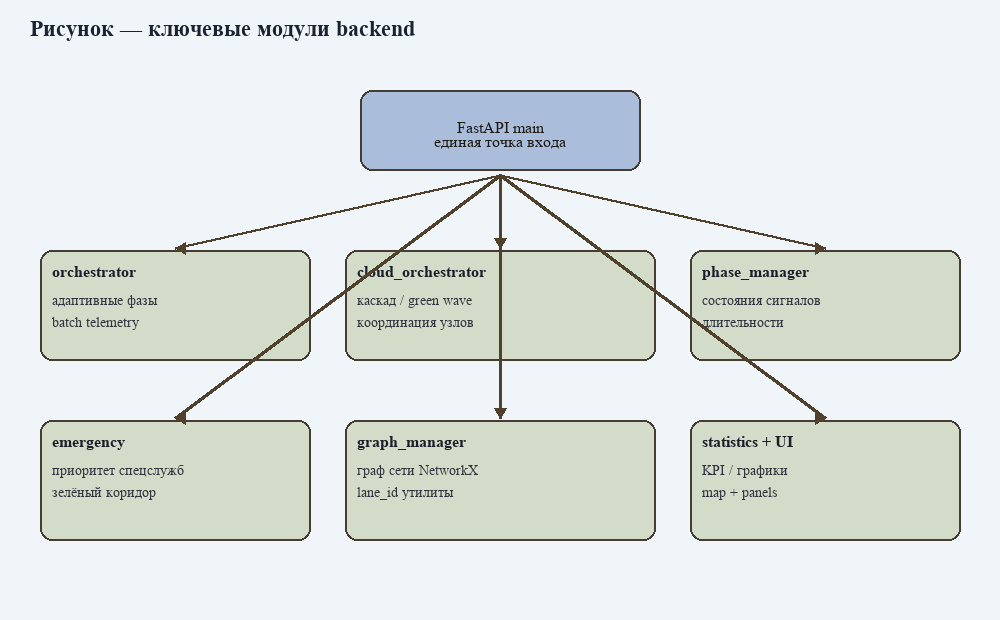 Рисунок — ключевые модули backend
FastAPI main
единая точка входа
orchestrator
адаптивные фазы
batch telemetry
cloud_orchestrator
каскад / green wave
координация узлов
phase_manager
состояния сигналов
длительности
emergency
приоритет спецслужб
зелёный коридор
graph_manager
граф сети NetworkX
lane_id утилиты
statistics + UI
KPI / графики
map + panels